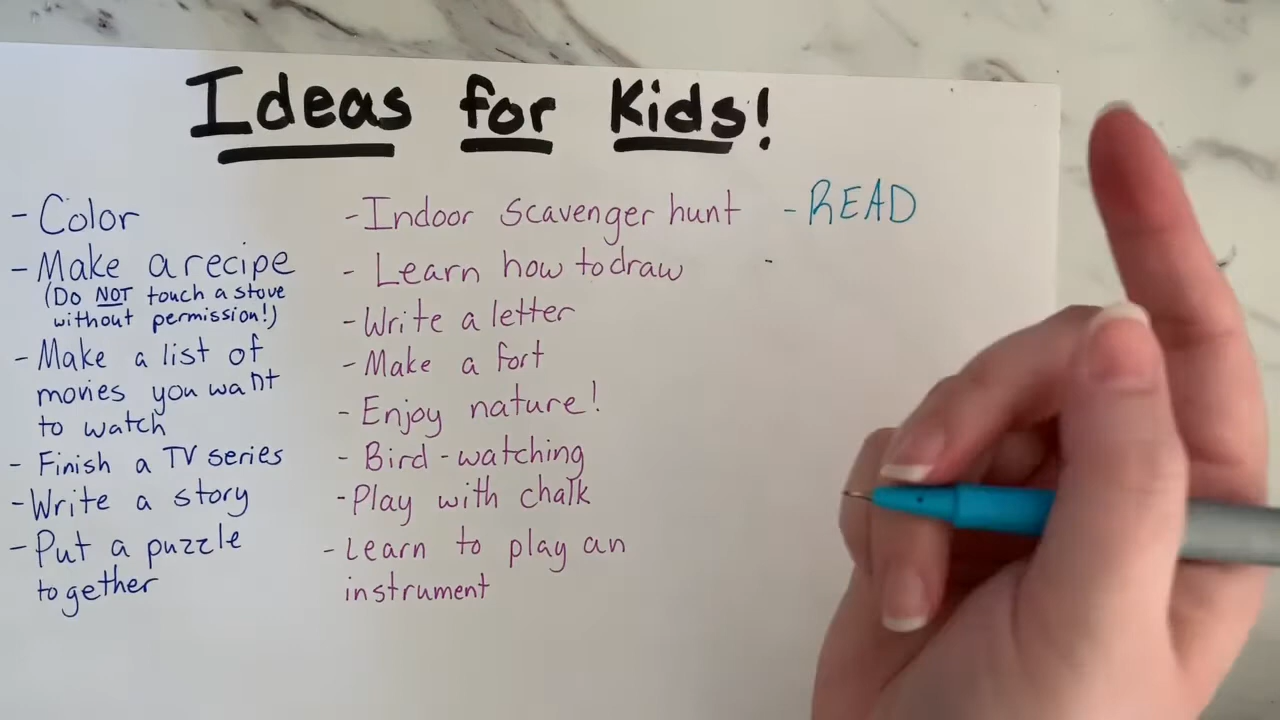 Ideas for Kids!
- Color
- Make a recipe
(Do NOT touch a stove
without permission!)
- Make a list of
movies you want
to watch
- Finish a TV series
- Write a story
- Put a puzzle
together
- Indoor Scavenger hunt
- Learn how to draw
- Write a letter
- Make a fort
- Enjoy nature!
- Bird-watching
- Play with chalk
- Learn to play an
instrument
- READ
-